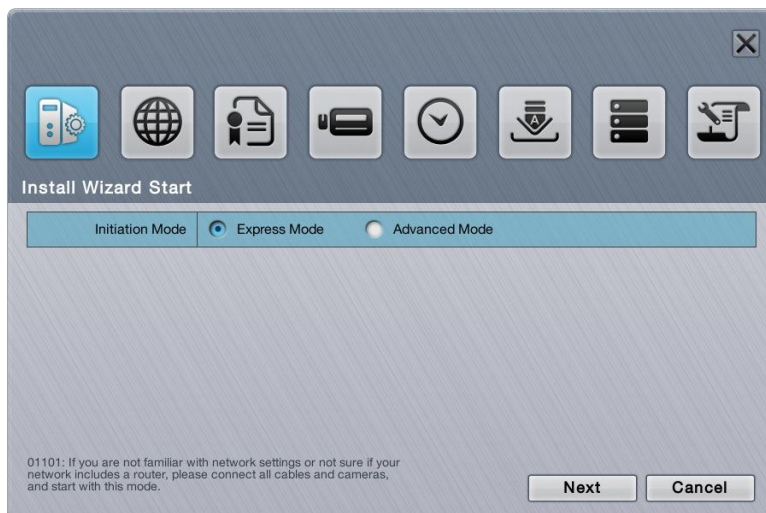 Install Wizard Start
Initiation Mode Express Mode Advanced Mode
01101: If you are not familiar with network settings or not sure if your
network includes a router, please connect all cables and cameras,
and start with this mode.
Next Cancel